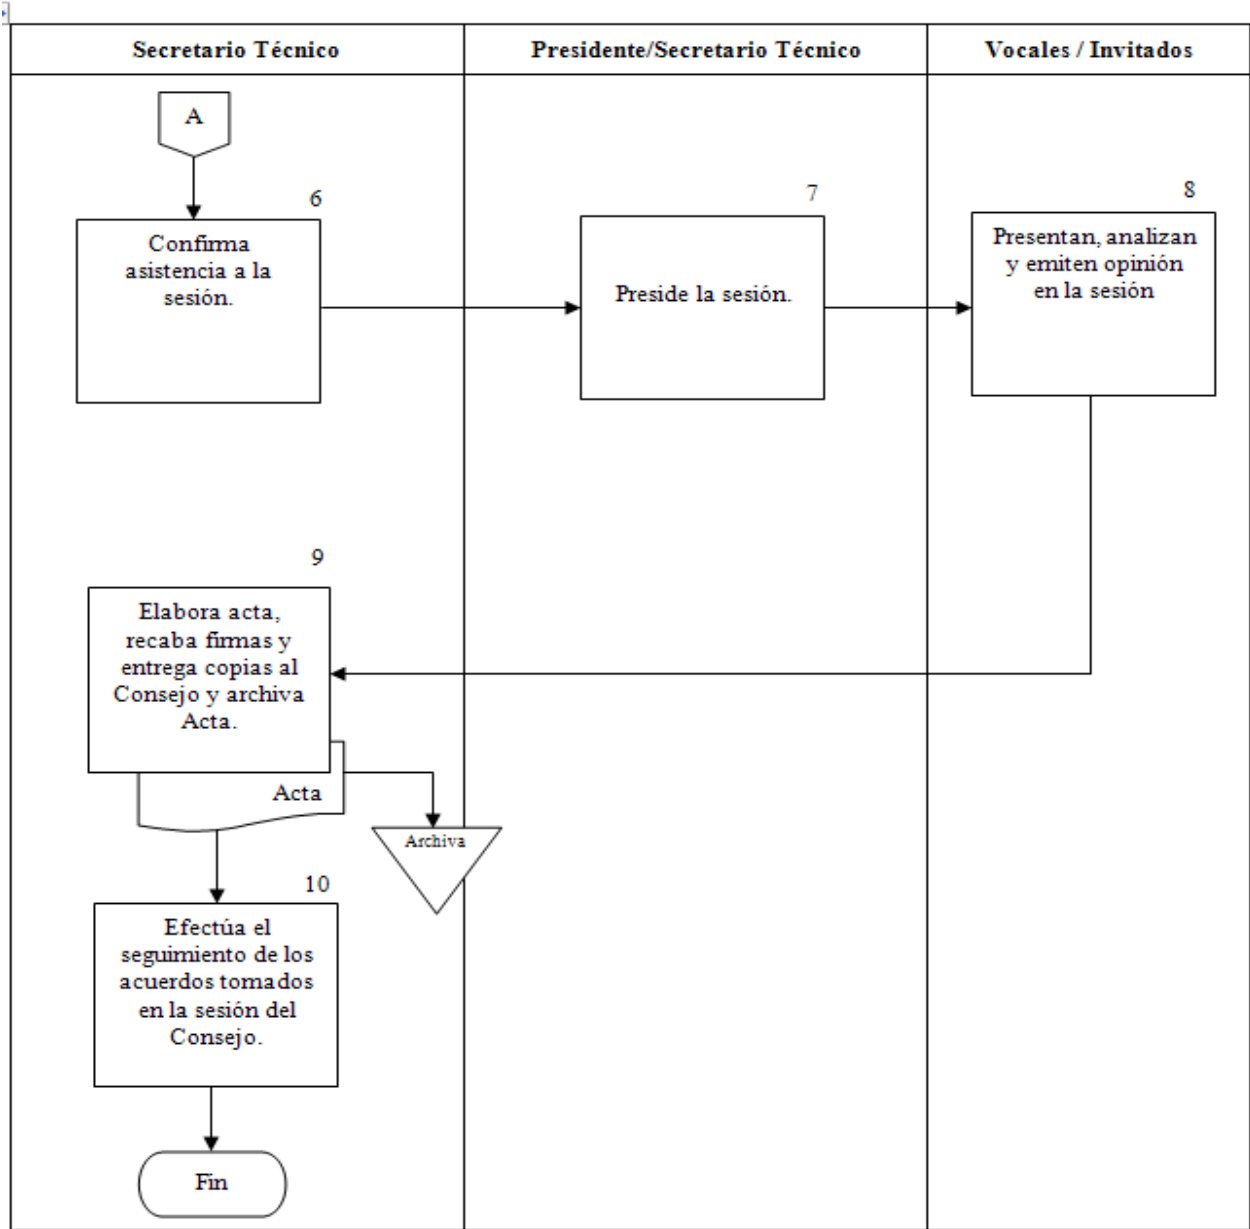 Secretario Técnico
Presidente/Secretario Técnico
Vocales / Invitados
A
6
Confirma
asistencia a la
sesión.
7
Preside la sesión.
8
Presentan, analizan
y emiten opinión
en la sesión
9
Elabora acta,
recaba firmas y
entrega copias al
Consejo y archiva
Acta.
Acta
Archiva
10
Efectúa el
seguimiento de los
acuerdos tomados
en la sesión del
Consejo.
Fin